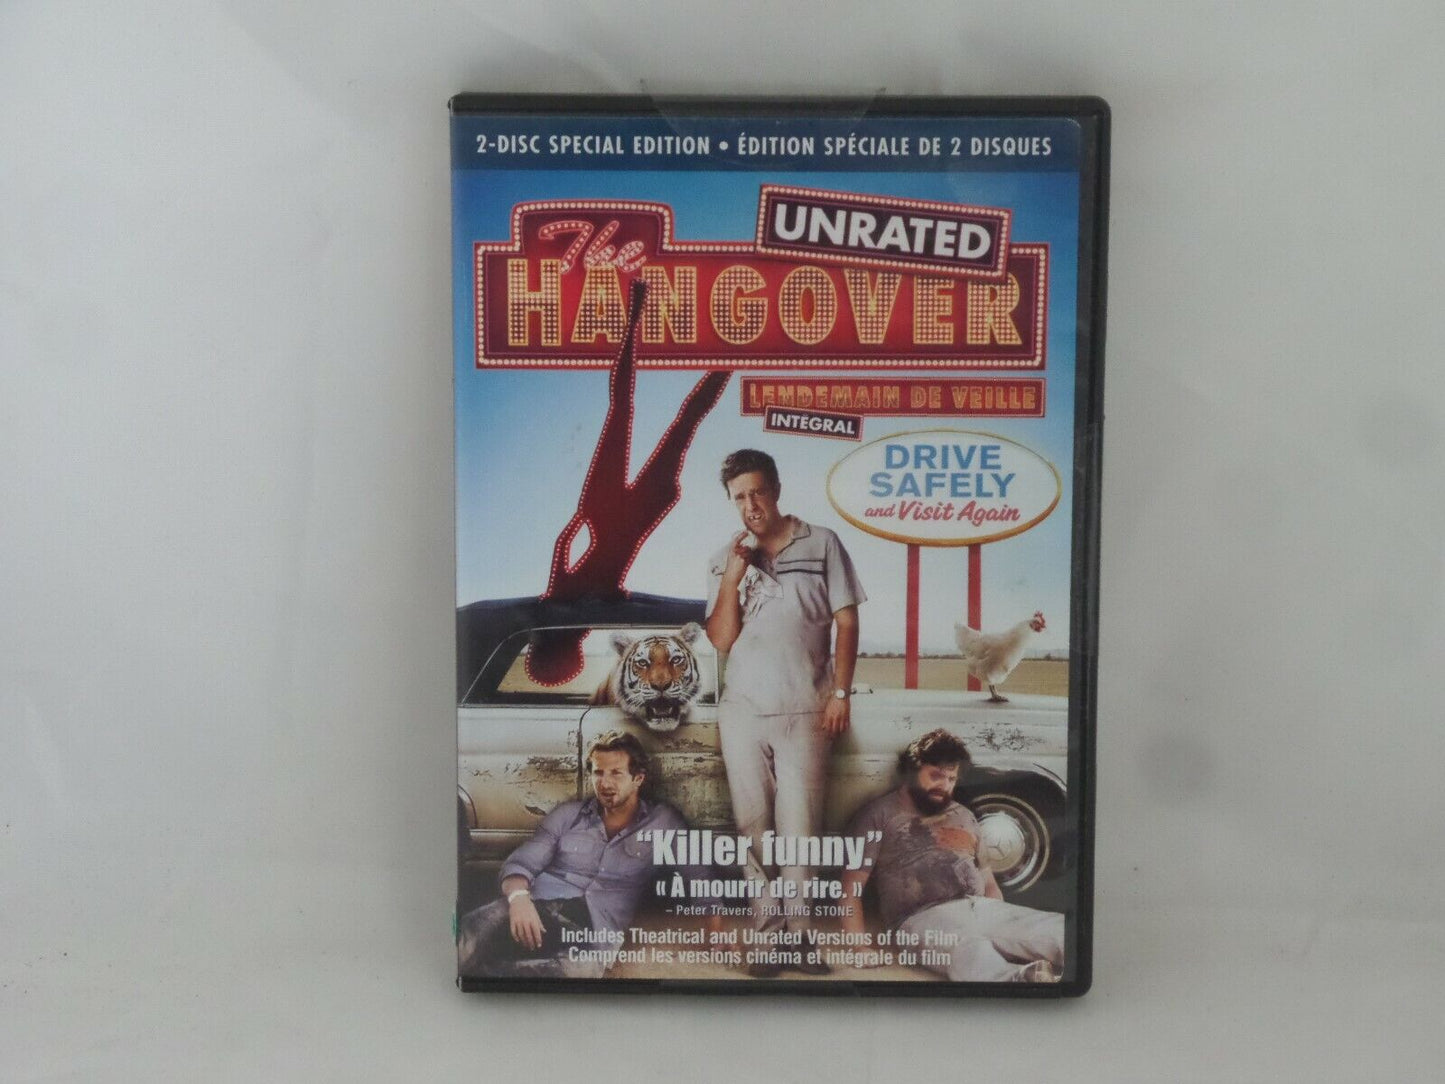 2-DISC SPECIAL EDITION • ÉDITION SPÉCIALE DE 2 DISQUES
UNRATED
The
HANGOVER
LENDEMAIN DE VEILLE
INTÉGRAL
DRIVE
SAFELY
and Visit Again
“Killer funny.”
« À mourir de rire. »
– Peter Travers, ROLLING STONE
Includes Theatrical and Unrated Versions of the Film
Comprend les versions cinéma et intégrale du film